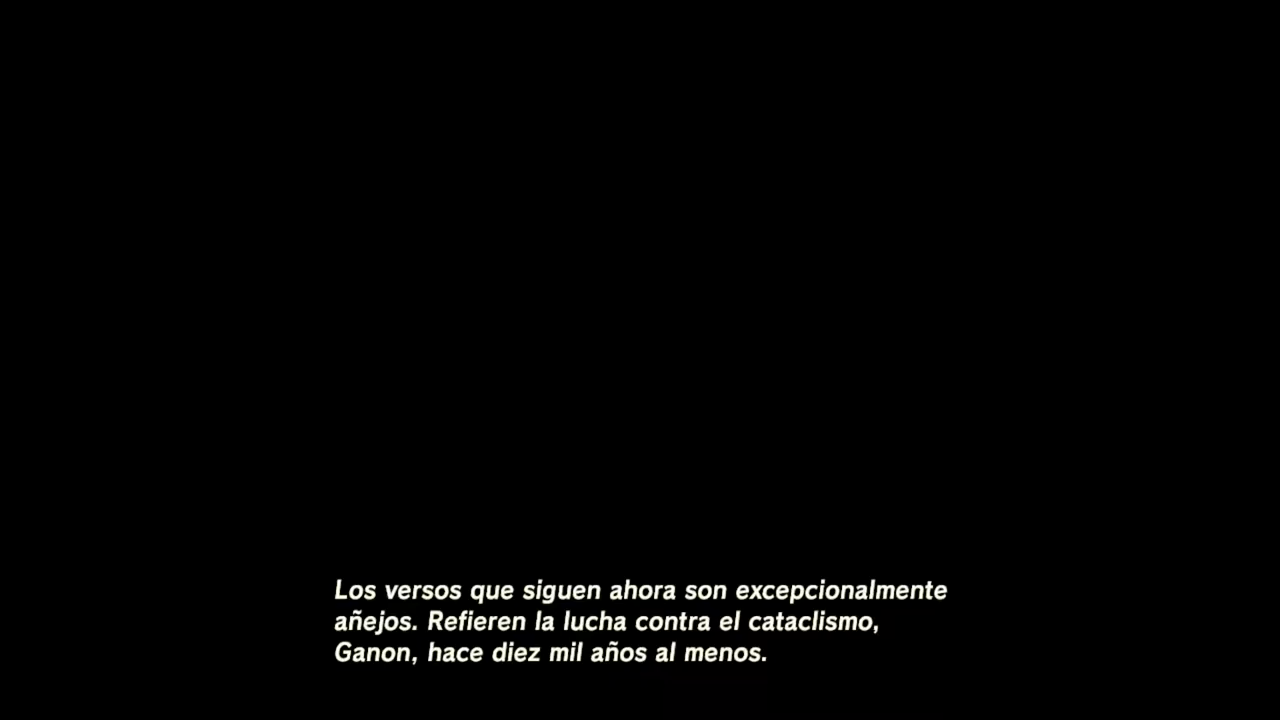 Los versos que siguen ahora son excepcionalmente
añejos. Refieren la lucha contra el cataclismo,
Ganon, hace diez mil años al menos.